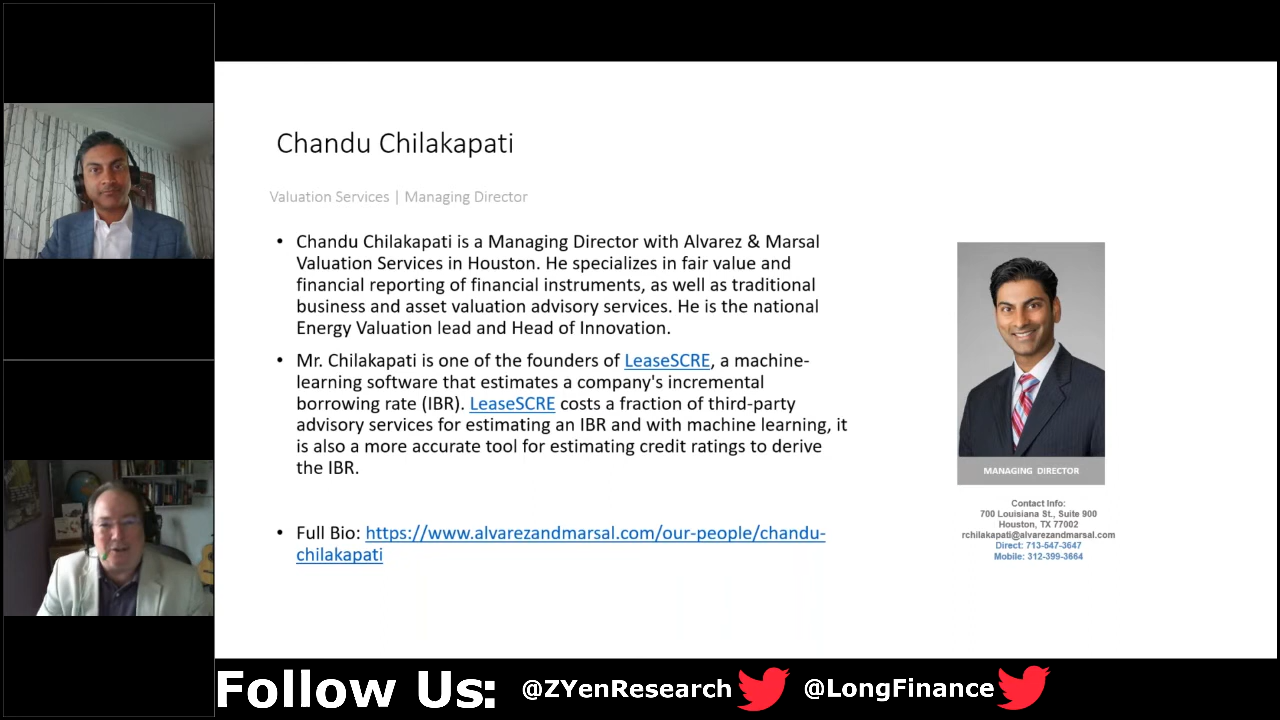 Chandu Chilakapati
Valuation Services | Managing Director
• Chandu Chilakapati is a Managing Director with Alvarez & Marsal
Valuation Services in Houston. He specializes in fair value and
financial reporting of financial instruments, as well as traditional
business and asset valuation advisory services. He is the national
Energy Valuation lead and Head of Innovation.
• Mr. Chilakapati is one of the founders of LeaseSCRE, a machine-
learning software that estimates a company's incremental
borrowing rate (IBR). LeaseSCRE costs a fraction of third-party
advisory services for estimating an IBR and with machine learning, it
is also a more accurate tool for estimating credit ratings to derive
the IBR.
• Full Bio: https://www.alvarezandmarsal.com/our-people/chandu-
chilakapati
MANAGING DIRECTOR
Contact Info:
700 Louisiana St., Suite 900
Houston, TX 77002
rchilakapati@alvarezandmarsal.com
Direct: 713-547-3647
Mobile: 312-399-3664
Follow Us: @ZYenResearch @LongFinance